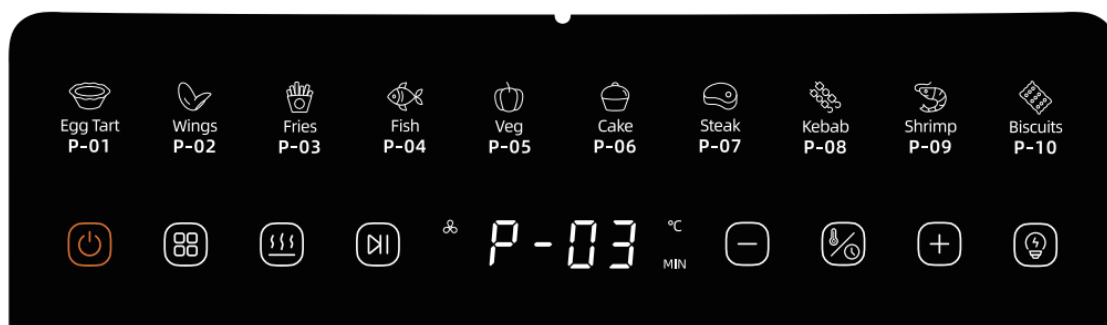 Egg Tart Wings Fries Fish Veg Cake Steak Kebab Shrimp Biscuits
P-01 P-02 P-03 P-04 P-05 P-06 P-07 P-08 P-09 P-10
P-03 °C
MIN